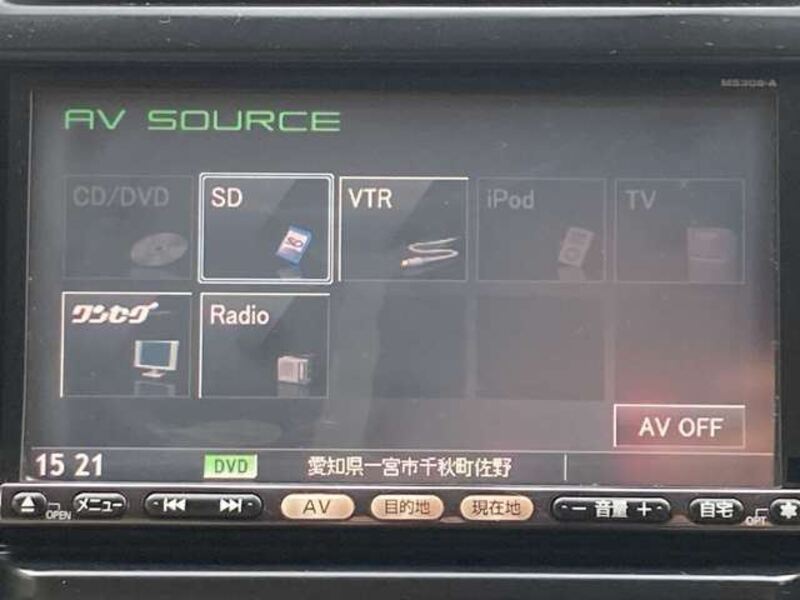 MS309-A
AV SOURCE
CD/DVD
SD
VTR
iPod
TV
SD
ワンセグ
Radio
AV OFF
15 21
DVD
愛知県一宮市千秋町佐野
OPEN
メニュー
AV
目的地
現在地
- 音量 +
自宅
OPT